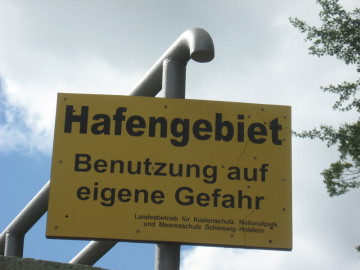 Hafengebiet
Benutzung auf
eigene Gefahr
Landesbetrieb für Küstenschutz, Nationalpark
und Meeresschutz Schleswig-Holstein